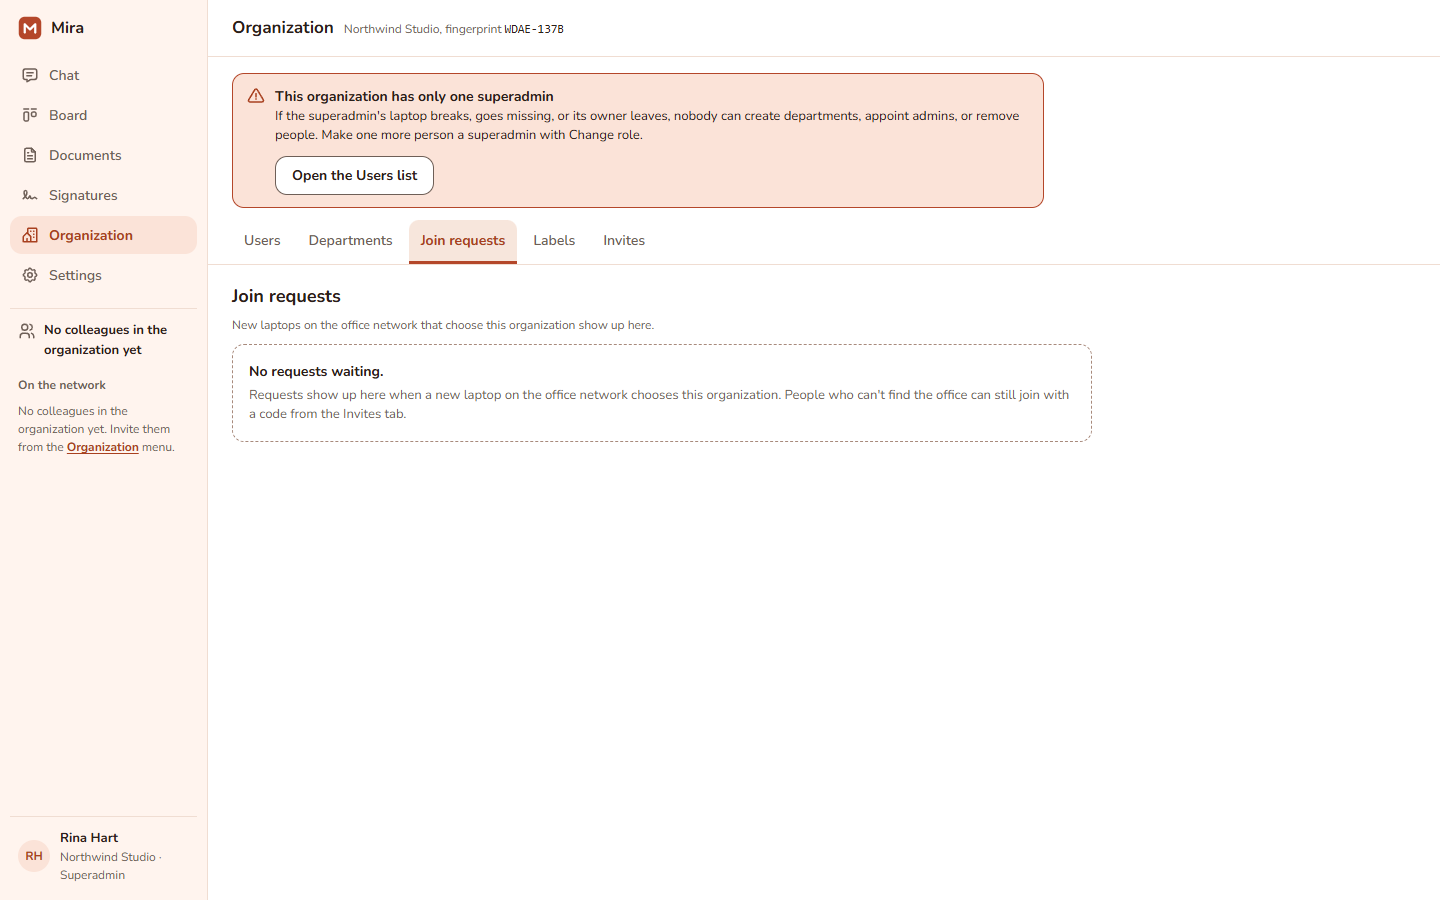 Mira
Chat
Board
Documents
Signatures
Organization
Settings
No colleagues in the
organization yet
On the network
No colleagues in the
organization yet. Invite them
from the Organization menu.
RH
Rina Hart
Northwind Studio ·
Superadmin
Organization Northwind Studio, fingerprint WDAE-137B
This organization has only one superadmin
If the superadmin's laptop breaks, goes missing, or its owner leaves, nobody can create departments, appoint admins, or remove
people. Make one more person a superadmin with Change role.
Open the Users list
Users Departments Join requests Labels Invites
Join requests
New laptops on the office network that choose this organization show up here.
No requests waiting.
Requests show up here when a new laptop on the office network chooses this organization. People who can't find the office can still join with
a code from the Invites tab.